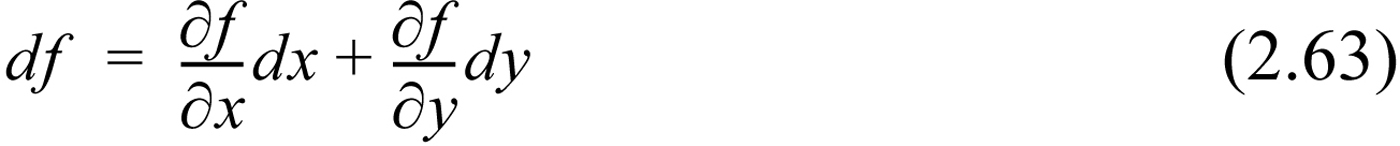 df = ∂f/∂x dx + ∂f/∂y dy (2.63)